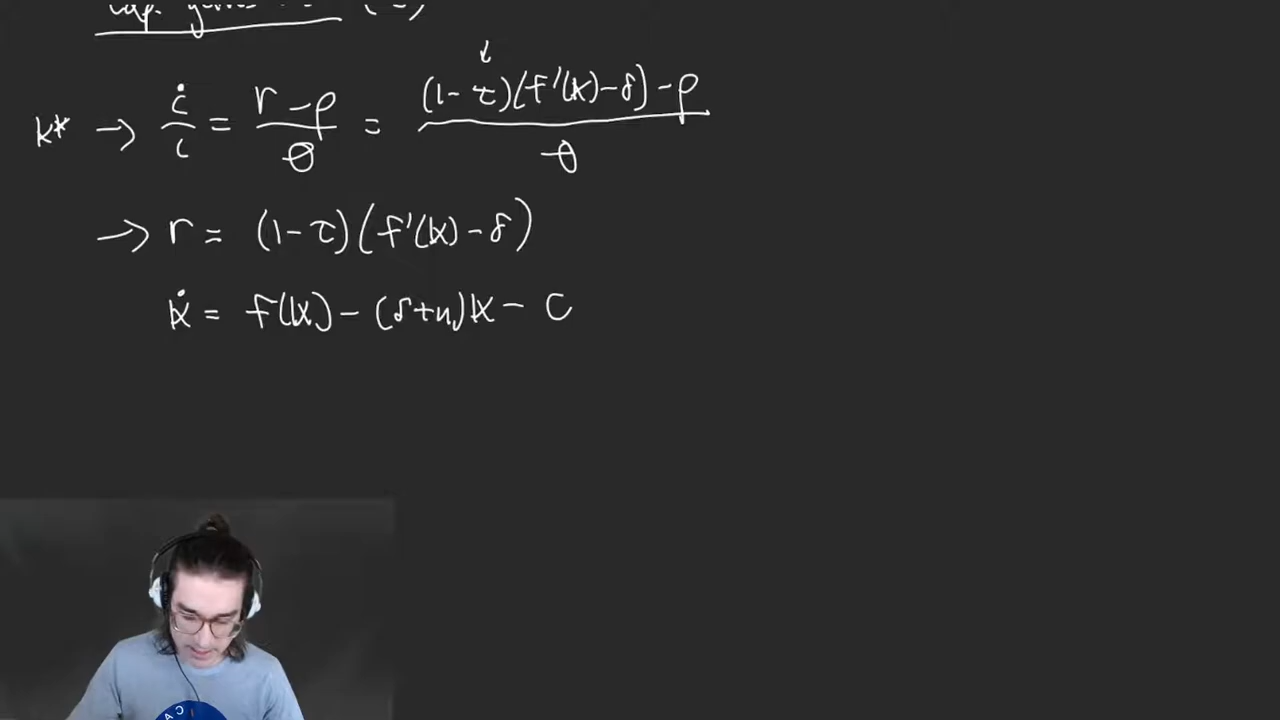 k* → ċ/c = (r - ρ)/θ = ((1 - τ)(f'(k) - δ) - ρ)/θ
→ r = (1 - τ)(f'(k) - δ)
k̇ = f(k) - (δ+n)k - c